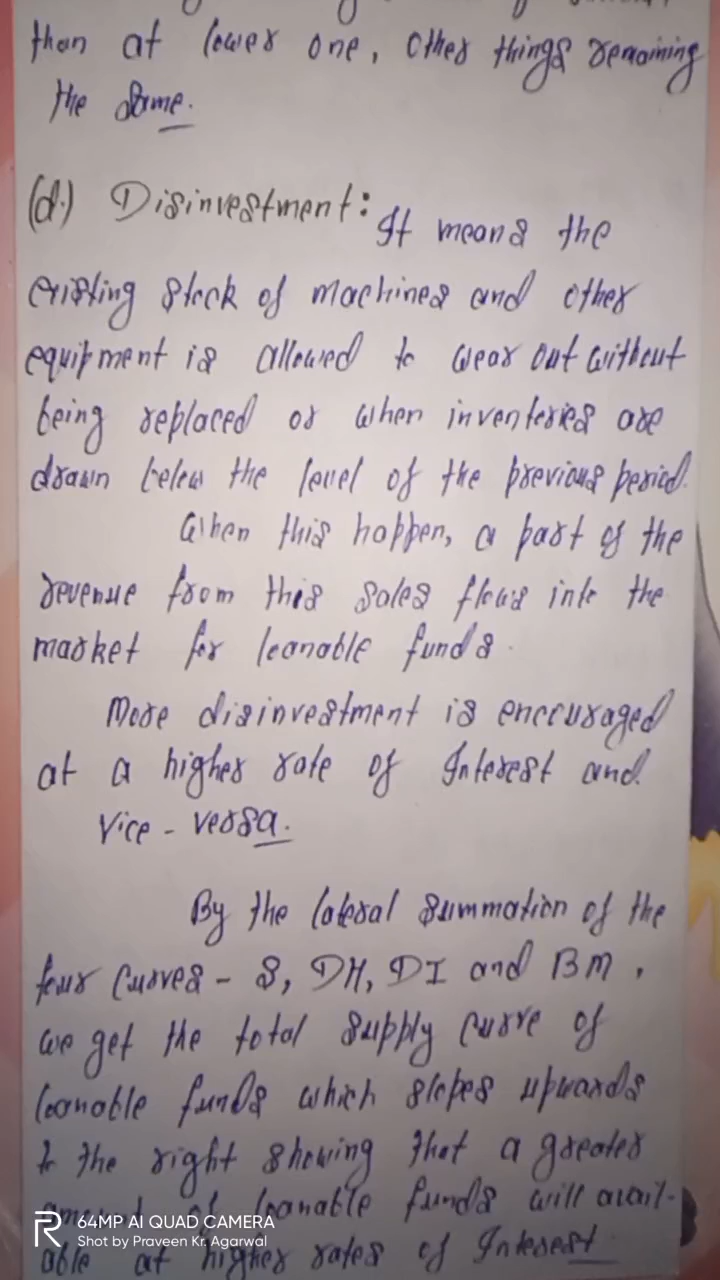 than at lower one, other things remaining
the same.
(d.) Disinvestment: It means the
existing stock of machines and other
equipment is allowed to wear out without
being replaced or when inventories are
drawn below the level of the previous period.
When this happen, a part of the
revenue from this sales flows into the
market for loanable funds.
More disinvestment is encouraged
at a higher rate of Interest and
Vice - versa.
By the lateral summation of the
four curves - S, DH, DI and BM,
we get the total supply curve of
loanable funds which slopes upwards
to the right showing that a greater
amount of loanable funds will avail-
able at higher rates of Interest
64MP AI QUAD CAMERA
Shot by Praveen Kr. Agarwal